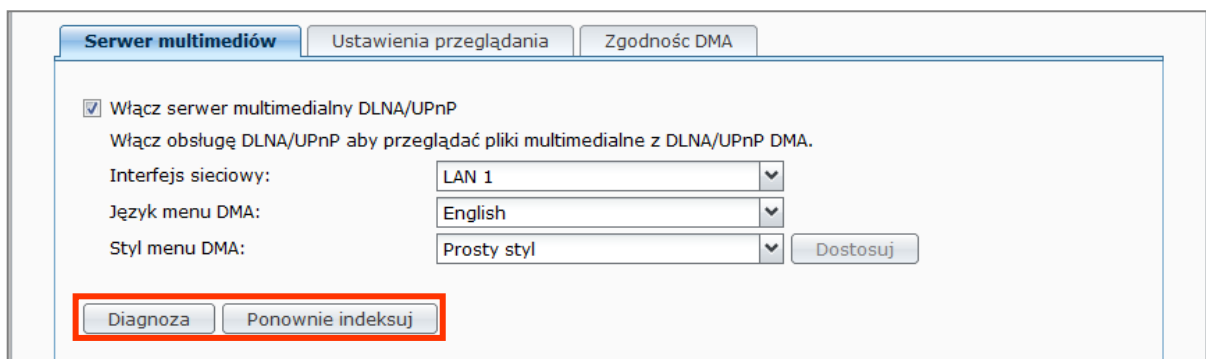 Serwer multimediów Ustawienia przeglądania Zgodnośc DMA
Włącz serwer multimedialny DLNA/UPnP
Włącz obsługę DLNA/UPnP aby przeglądać pliki multimedialne z DLNA/UPnP DMA.
Interfejs sieciowy: LAN 1
Język menu DMA: English
Styl menu DMA: Prosty styl Dostosuj
Diagnoza Ponownie indeksuj